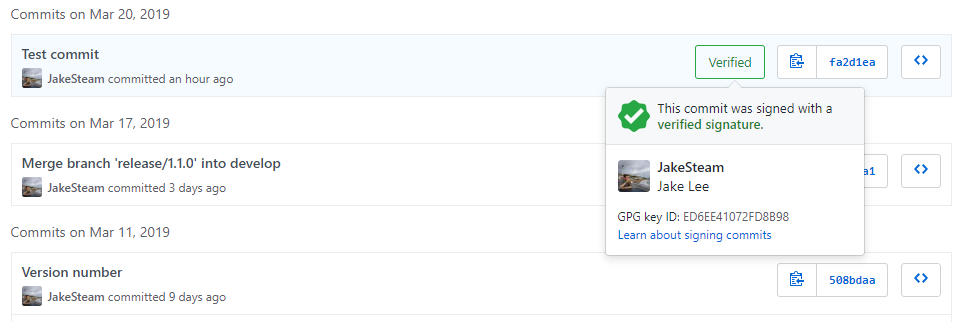 Commits on Mar 20, 2019
Test commit
JakeSteam committed an hour ago
Verified
fa2d1ea
This commit was signed with a
verified signature.
JakeSteam
Jake Lee
GPG key ID: ED6EE41072FD8B98
Learn about signing commits
Commits on Mar 17, 2019
Merge branch 'release/1.1.0' into develop
JakeSteam committed 3 days ago
a1
Commits on Mar 11, 2019
Version number
JakeSteam committed 9 days ago
508bdaa